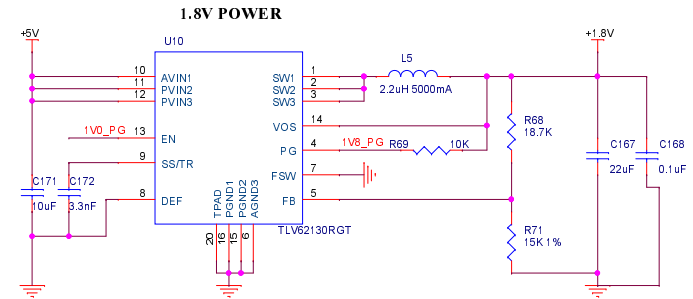 1.8V POWER
+5V
+1.8V
U10
L5
2.2uH 5000mA
10 AVIN1 SW1 1
11 PVIN2 SW2 2
12 PVIN3 SW3 3
VOS 14
1V0_PG 13 EN
PG 4 1V8_PG R69 10K
R68
18.7K
9 SS/TR
FSW 7
C171
10uF
C172
3.3nF
8 DEF
FB 5
C167
22uF
C168
0.1uF
TPAD PGND1 PGND2 AGND3
20 16 15 6
TLV62130RGT
R71
15K 1%